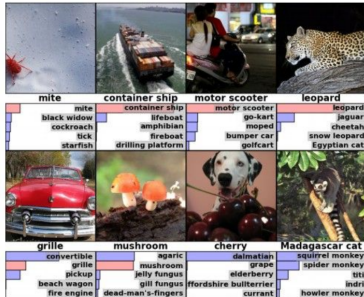 mite
container ship
motor scooter
leopard
mite
black widow
cockroach
tick
starfish
container ship
lifeboat
amphibian
fireboat
drilling platform
motor scooter
go-kart
moped
bumper car
golfcart
leopard
jaguar
cheetah
snow leopard
Egyptian cat
grille
mushroom
cherry
Madagascar cat
convertible
grille
pickup
beach wagon
fire engine
agaric
mushroom
jelly fungus
gill fungus
dead-man's-fingers
dalmatian
grape
elderberry
ffordshire bullterrier
currant
squirrel monkey
spider monkey
titi
indri
howler monkey